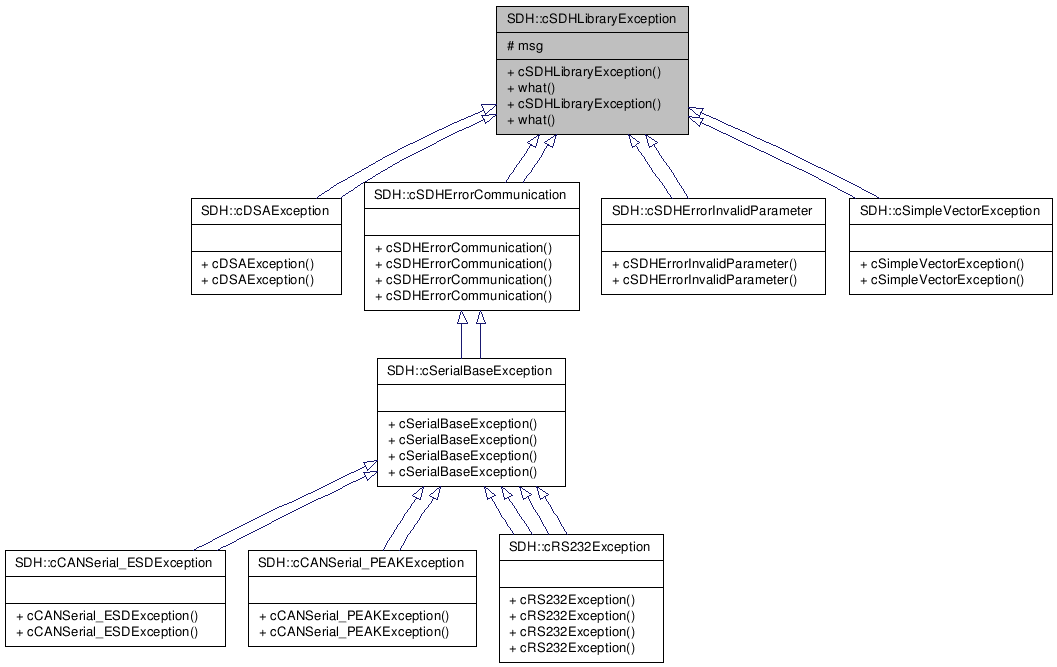 SDH::cSDHLibraryException
# msg
+ cSDHLibraryException()
+ what()
+ cSDHLibraryException()
+ what()
SDH::cDSAException
+ cDSAException()
+ cDSAException()
SDH::cSDHErrorCommunication
+ cSDHErrorCommunication()
+ cSDHErrorCommunication()
+ cSDHErrorCommunication()
+ cSDHErrorCommunication()
SDH::cSDHErrorInvalidParameter
+ cSDHErrorInvalidParameter()
+ cSDHErrorInvalidParameter()
SDH::cSimpleVectorException
+ cSimpleVectorException()
+ cSimpleVectorException()
SDH::cSerialBaseException
+ cSerialBaseException()
+ cSerialBaseException()
+ cSerialBaseException()
+ cSerialBaseException()
SDH::cCANSerial_ESDException
+ cCANSerial_ESDException()
+ cCANSerial_ESDException()
SDH::cCANSerial_PEAKException
+ cCANSerial_PEAKException()
+ cCANSerial_PEAKException()
SDH::cRS232Exception
+ cRS232Exception()
+ cRS232Exception()
+ cRS232Exception()
+ cRS232Exception()